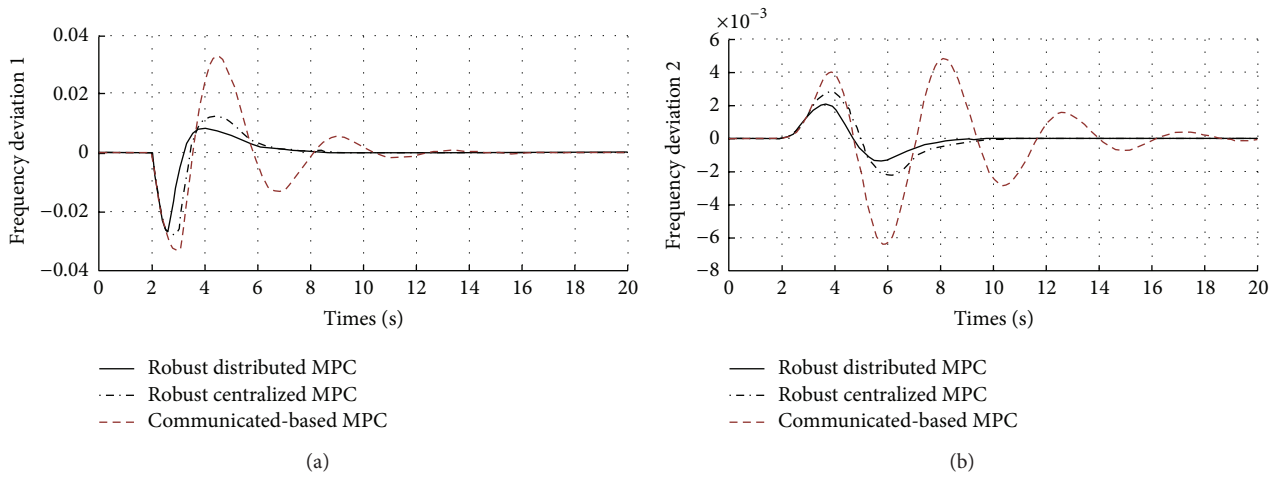 0.04
0.02
0
−0.02
−0.04
Frequency deviation 1
0 2 4 6 8 10 12 14 16 18 20
Times (s)
Robust distributed MPC
Robust centralized MPC
Communicated-based MPC
(a)
×10−3
6
4
2
0
−2
−4
−6
−8
Frequency deviation 2
0 2 4 6 8 10 12 14 16 18 20
Times (s)
Robust distributed MPC
Robust centralized MPC
Communicated-based MPC
(b)